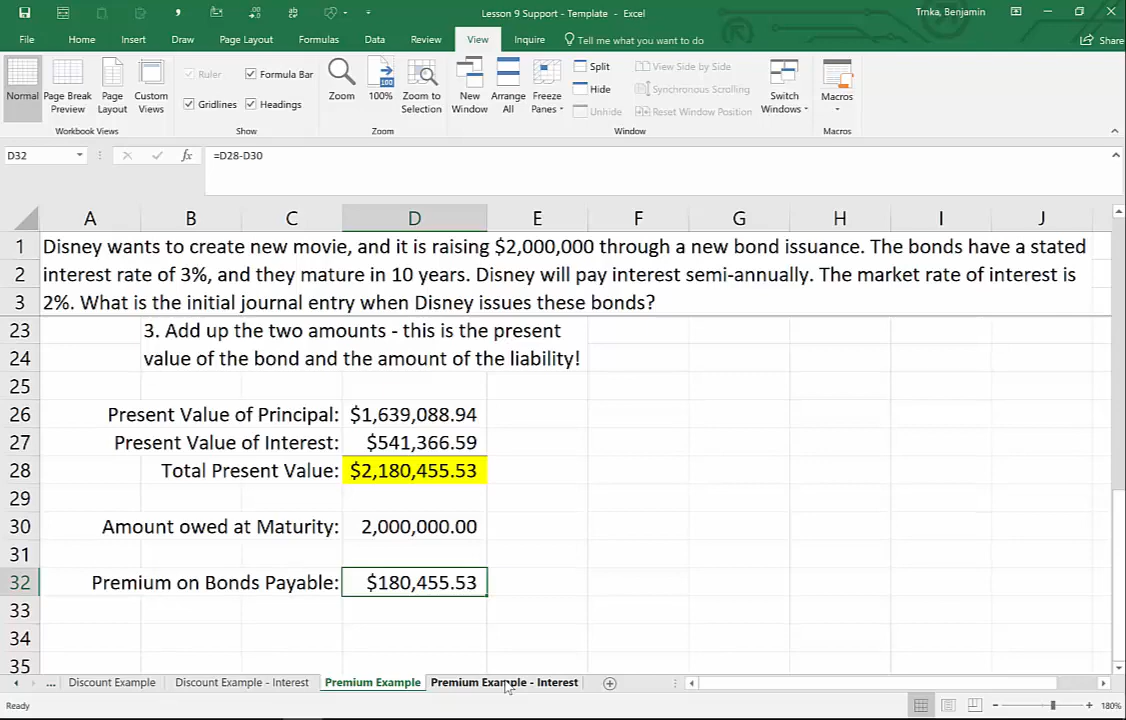 Lesson 9 Support - Template - Excel
Trnka, Benjamin
File Home Insert Draw Page Layout Formulas Data Review View Inquire Tell me what you want to do Share
Normal
Page Break Preview
Page Layout
Custom Views
Workbook Views
Ruler Formula Bar
Gridlines Headings
Show
Zoom
100%
Zoom to Selection
Zoom
New Window
Arrange All
Freeze Panes
Split
Hide
Unhide
View Side by Side
Synchronous Scrolling
Reset Window Position
Switch Windows
Window
Macros
Macros
D32 fx =D28-D30
A B C D E F G H I J
1 Disney wants to create new movie, and it is raising $2,000,000 through a new bond issuance. The bonds have a stated
2 interest rate of 3%, and they mature in 10 years. Disney will pay interest semi-annually. The market rate of interest is
3 2%. What is the initial journal entry when Disney issues these bonds?
23 3. Add up the two amounts - this is the present
24 value of the bond and the amount of the liability!
25
26 Present Value of Principal: $1,639,088.94
27 Present Value of Interest: $541,366.59
28 Total Present Value: $2,180,455.53
29
30 Amount owed at Maturity: 2,000,000.00
31
32 Premium on Bonds Payable: $180,455.53
33
34
35
... Discount Example Discount Example - Interest Premium Example Premium Example - Interest
Ready 180%